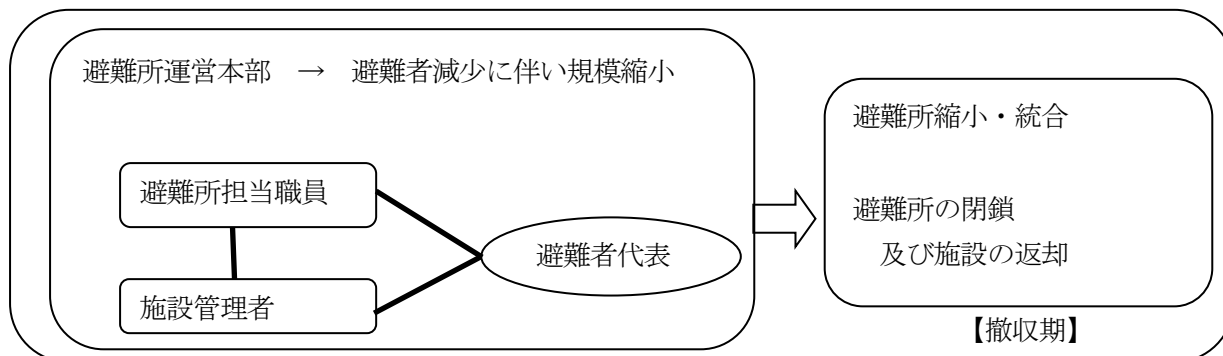 避難所運営本部 → 避難者減少に伴い規模縮小
避難所担当職員
施設管理者
避難者代表
避難所縮小・統合
避難所の閉鎖
及び施設の返却
【撤収期】